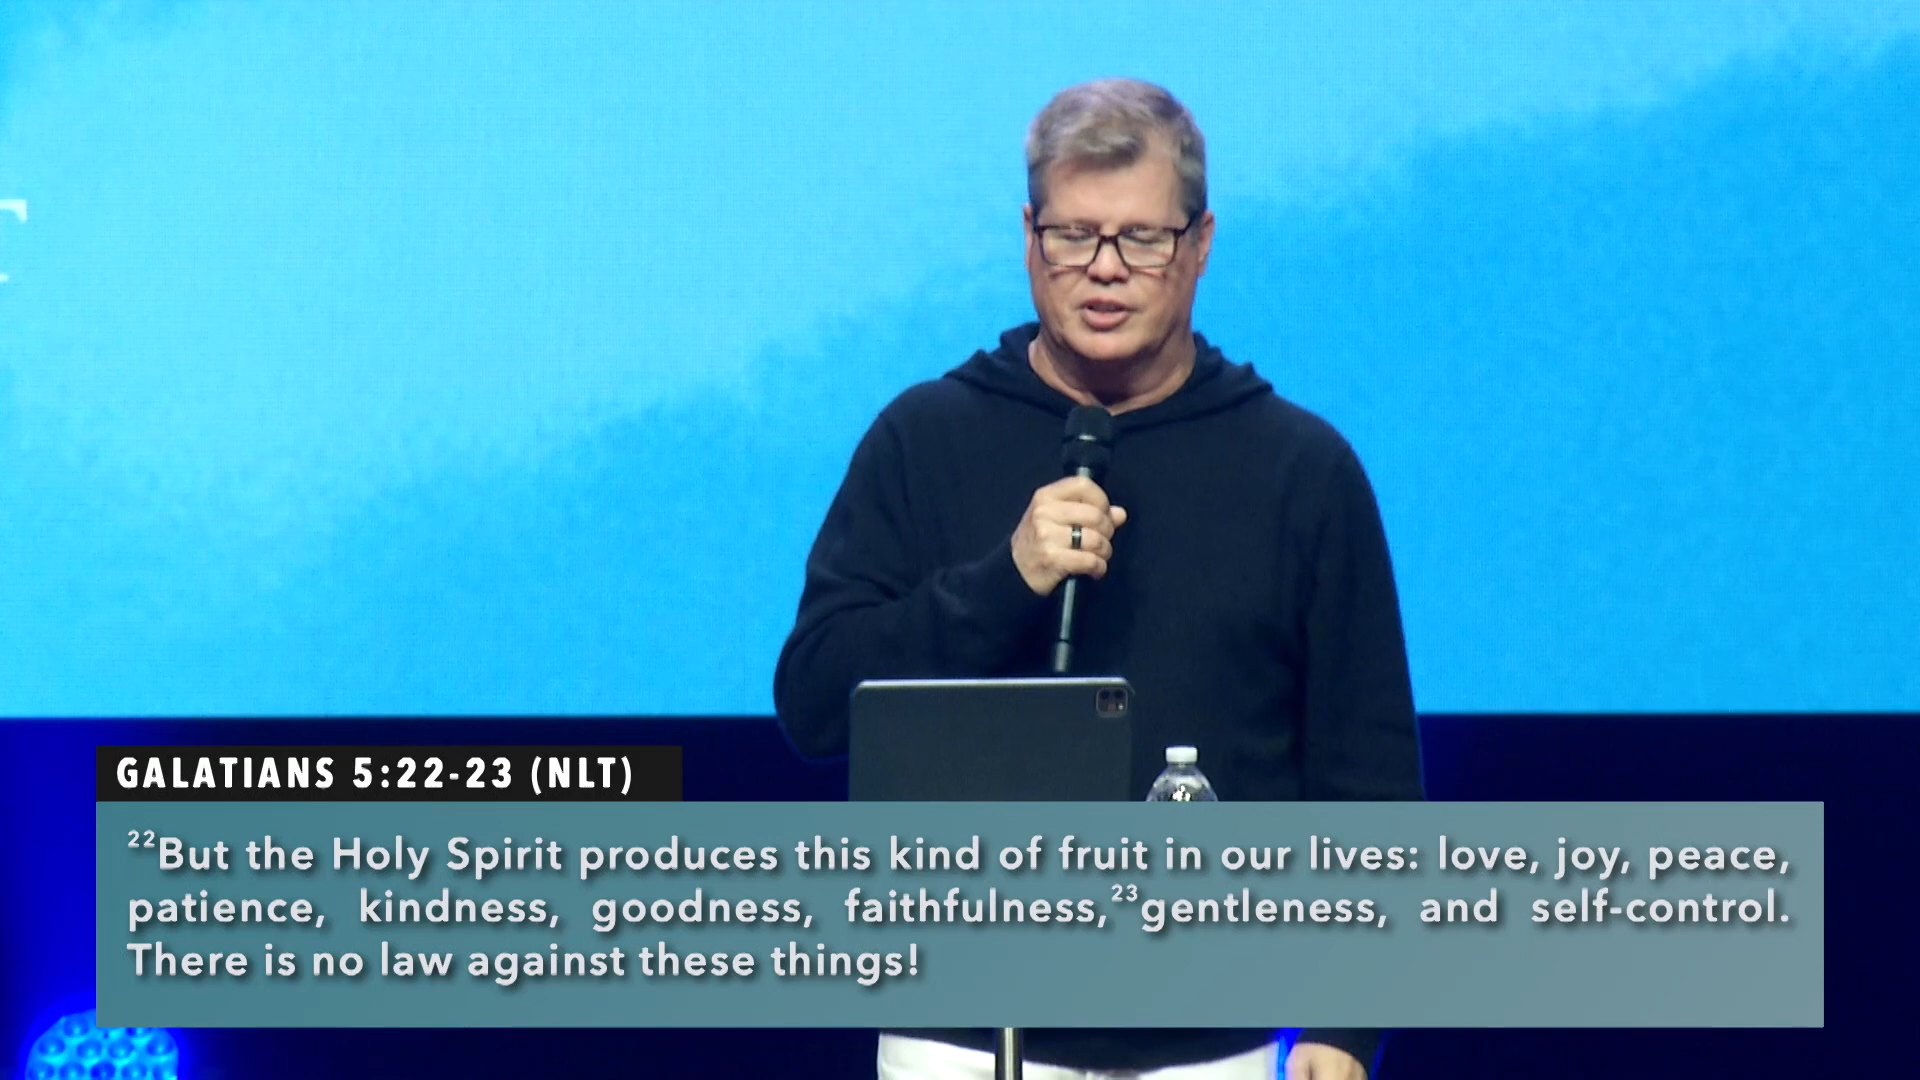 GALATIANS 5:22-23 (NLT)
²²But the Holy Spirit produces this kind of fruit in our lives: love, joy, peace,
patience, kindness, goodness, faithfulness,²³gentleness, and self-control.
There is no law against these things!